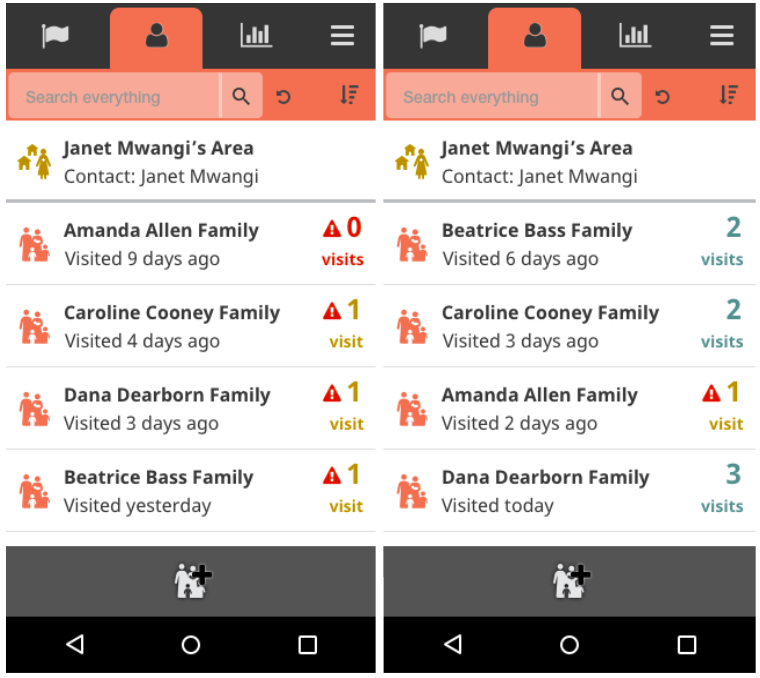 Search everything
Janet Mwangi's Area
Contact: Janet Mwangi
Amanda Allen Family
0
Visited 9 days ago
visits
Caroline Cooney Family
1
Visited 4 days ago
visit
Dana Dearborn Family
1
Visited 3 days ago
visit
Beatrice Bass Family
1
Visited yesterday
visit
Search everything
Janet Mwangi's Area
Contact: Janet Mwangi
Beatrice Bass Family
2
Visited 6 days ago
visits
Caroline Cooney Family
2
Visited 3 days ago
visits
Amanda Allen Family
1
Visited 2 days ago
visit
Dana Dearborn Family
3
Visited today
visits